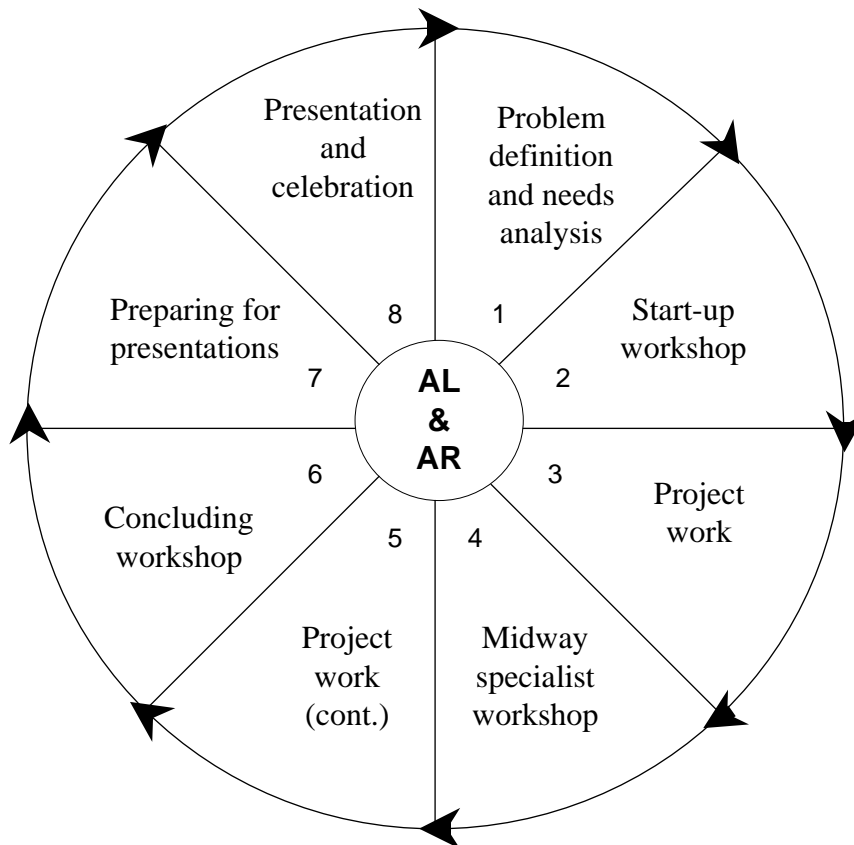 Problem
definition
and needs
analysis
1
Start-up
workshop
2
3
Project
work
4
Midway
specialist
workshop
5
Project
work
(cont.)
6
Concluding
workshop
Preparing for
presentations
7
Presentation
and
celebration
8
AL
&
AR